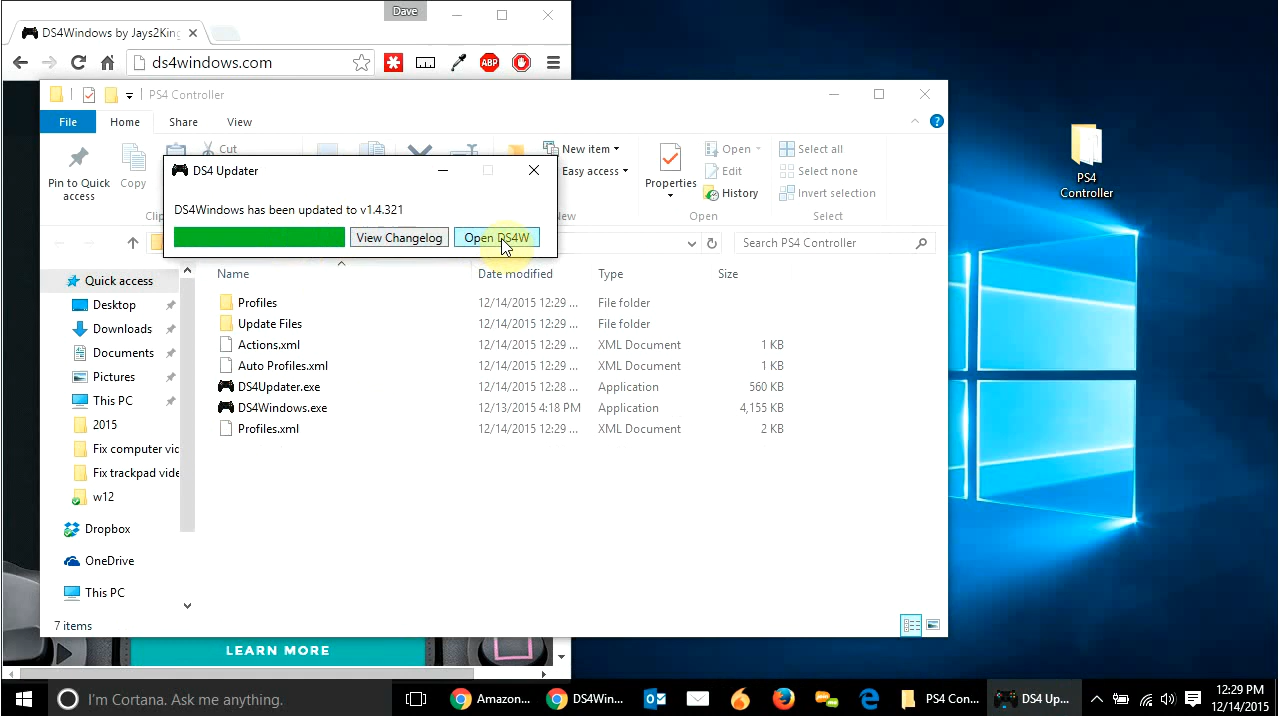 Dave
DS4Windows by Jays2King
ds4windows.com
ABP
PS4 Controller
File Home Share View
Pin to Quick access
Copy
Cut
New item
Easy access
Properties
Open
Edit
History
Select all
Select none
Invert selection
Open
Select
DS4 Updater
DS4Windows has been updated to v1.4.321
View Changelog
Open DS4W
Search PS4 Controller
Name Date modified Type Size
Profiles 12/14/2015 12:29 ... File folder
Update Files 12/14/2015 12:29 ... File folder
Actions.xml 12/14/2015 12:29 ... XML Document 1 KB
Auto Profiles.xml 12/14/2015 12:29 ... XML Document 1 KB
DS4Updater.exe 12/14/2015 12:28 ... Application 560 KB
DS4Windows.exe 12/13/2015 4:18 PM Application 4,155 KB
Profiles.xml 12/14/2015 12:29 ... XML Document 2 KB
Quick access
Desktop
Downloads
Documents
Pictures
This PC
2015
Fix computer vic
Fix trackpad vide
w12
Dropbox
OneDrive
This PC
7 items
LEARN MORE
PS4
Controller
I'm Cortana. Ask me anything.
Amazon...
DS4Win...
PS4 Con...
DS4 Up...
12:29 PM
12/14/2015